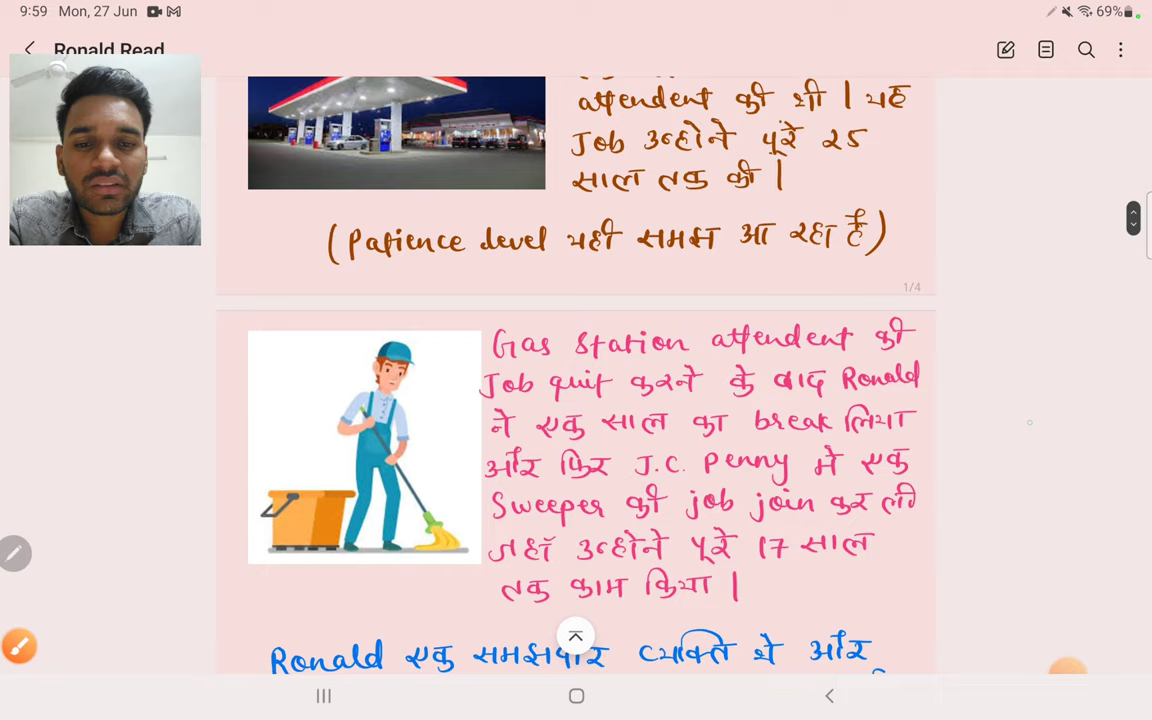 9:59 Mon, 27 Jun
69%
Ronald Read
attendent की थी | यह
Job उन्होने पूरे 25
साल तक की |
(Patience level यही समझ आ रहा है)
1/4
Gas Station attendent की
Job quit करने के बाद Ronald
ने एक साल का break लिया
और फिर J.C. Penny मे एक
Sweeper की job join कर ली
जहाँ उन्होने पूरे 17 साल
तक काम किया |
Ronald एक समझदार व्यक्ति थे और